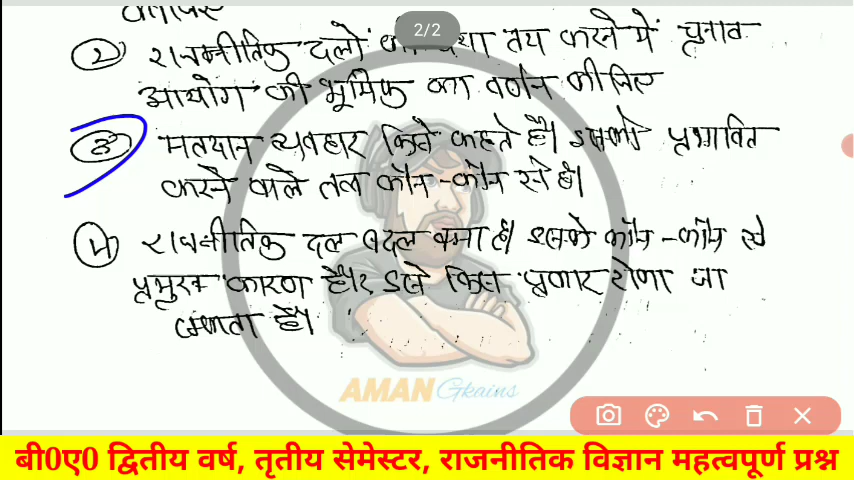 2/2
② राजनीतिक दलों की दशा तय करने में चुनाव
आयोग की भूमिका का वर्णन कीजिए
③ मतदान व्यवहार किसे कहते हैं। इसको प्रभावित
करने वाले तत्व कौन-कौन से हैं।
④ राजनीतिक दल बदल क्या है। इसके कौन-कौन से
प्रमुख कारण हैं। इसे किस प्रकार रोका जा
सकता है।
AMAN Gkains
बी0ए0 द्वितीय वर्ष, तृतीय सेमेस्टर, राजनीतिक विज्ञान महत्वपूर्ण प्रश्न